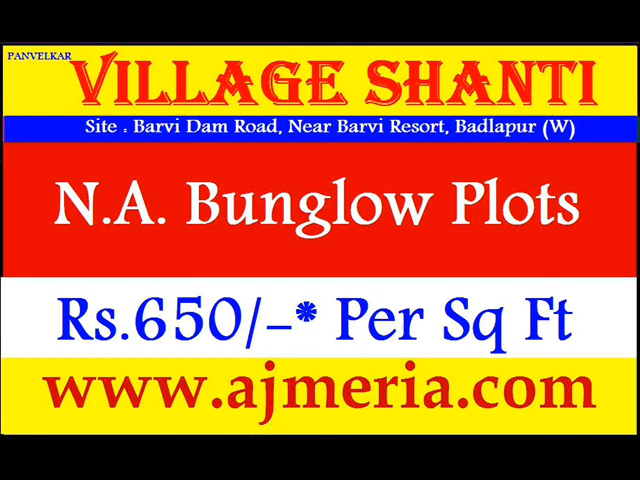 PANVELKAR
VILLAGE SHANTI
Site : Barvi Dam Road, Near Barvi Resort, Badlapur (W)
N.A. Bunglow Plots
Rs.650/-* Per Sq Ft
www.ajmeria.com